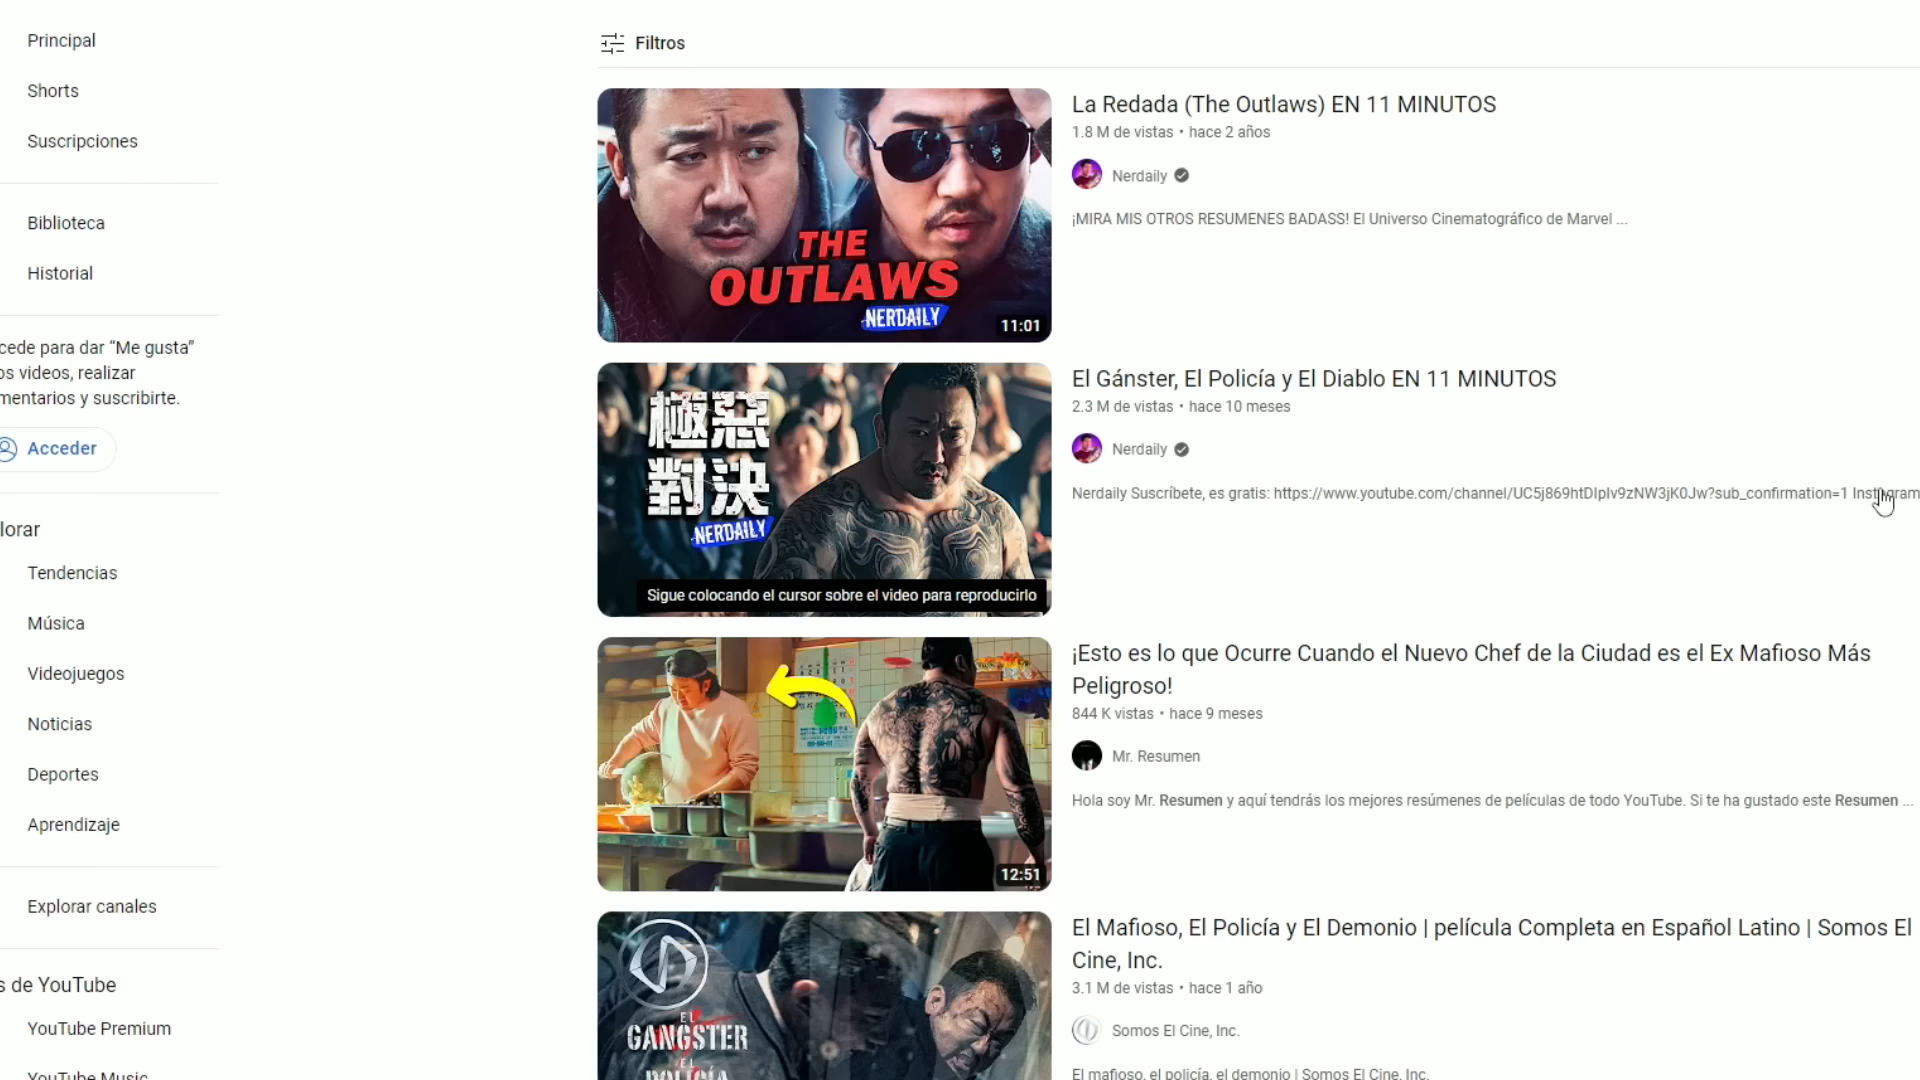 Principal
Shorts
Suscripciones
Biblioteca
Historial
cede para dar “Me gusta”
os videos, realizar
mentarios y suscribirte.
Acceder
lorar
Tendencias
Música
Videojuegos
Noticias
Deportes
Aprendizaje
Explorar canales
s de YouTube
YouTube Premium
YouTube Music
Filtros
THE
OUTLAWS
NERDAILY
11:01
La Redada (The Outlaws) EN 11 MINUTOS
1.8 M de vistas • hace 2 años
Nerdaily
¡MIRA MIS OTROS RESUMENES BADASS! El Universo Cinematográfico de Marvel ...
極惡
對決
NERDAILY
Sigue colocando el cursor sobre el video para reproducirlo
El Gánster, El Policía y El Diablo EN 11 MINUTOS
2.3 M de vistas • hace 10 meses
Nerdaily
Nerdaily Suscríbete, es gratis: https://www.youtube.com/channel/UC5j869htDIpIv9zNW3jK0Jw?sub_confirmation=1 Instagram
12:51
¡Esto es lo que Ocurre Cuando el Nuevo Chef de la Ciudad es el Ex Mafioso Más
Peligroso!
844 K vistas • hace 9 meses
Mr. Resumen
Hola soy Mr. Resumen y aquí tendrás los mejores resúmenes de películas de todo YouTube. Si te ha gustado este Resumen ...
EL
GANGSTER
EL
POLICÍA
El Mafioso, El Policía y El Demonio | película Completa en Español Latino | Somos El
Cine, Inc.
3.1 M de vistas • hace 1 año
Somos El Cine, Inc.
El mafioso, el policía, el demonio | Somos El Cine, Inc.